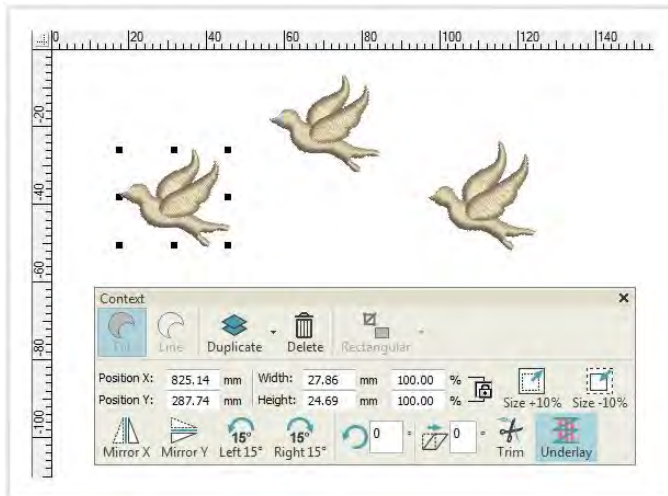 0 20 40 60 80 100 120 140
-20
-40
-60
-80
-100
Context ×
Fill Line Duplicate Delete Rectangular
Position X: 825.14 mm Width: 27.86 mm 100.00 % Size +10% Size -10%
Position Y: 287.74 mm Height: 24.69 mm 100.00 %
15° 15° 0 ° 0 °
Mirror X Mirror Y Left 15° Right 15° Trim Underlay